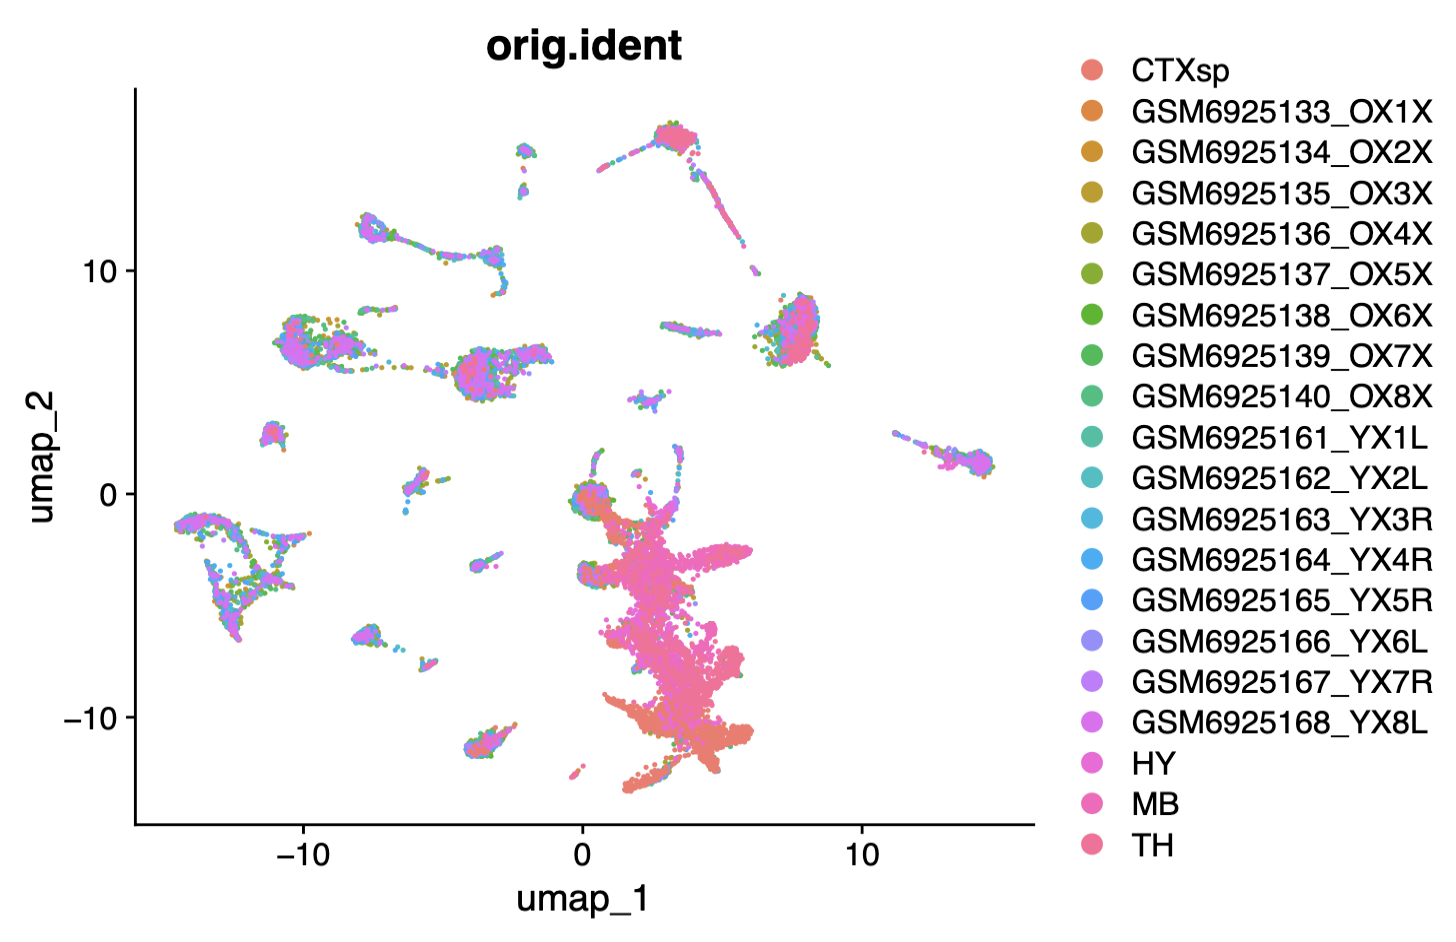 orig.ident
umap_2
10
0
−10
−10
0
10
umap_1
CTXsp
GSM6925133_OX1X
GSM6925134_OX2X
GSM6925135_OX3X
GSM6925136_OX4X
GSM6925137_OX5X
GSM6925138_OX6X
GSM6925139_OX7X
GSM6925140_OX8X
GSM6925161_YX1L
GSM6925162_YX2L
GSM6925163_YX3R
GSM6925164_YX4R
GSM6925165_YX5R
GSM6925166_YX6L
GSM6925167_YX7R
GSM6925168_YX8L
HY
MB
TH